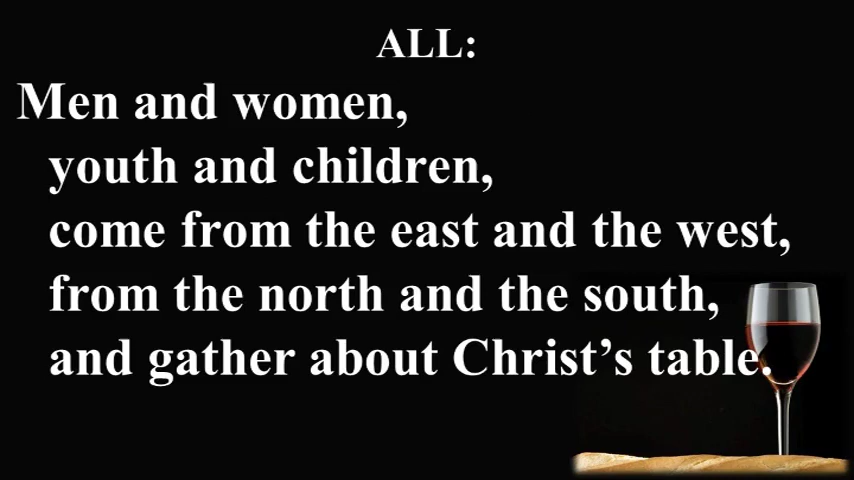 ALL:
Men and women,
youth and children,
come from the east and the west,
from the north and the south,
and gather about Christ’s table.